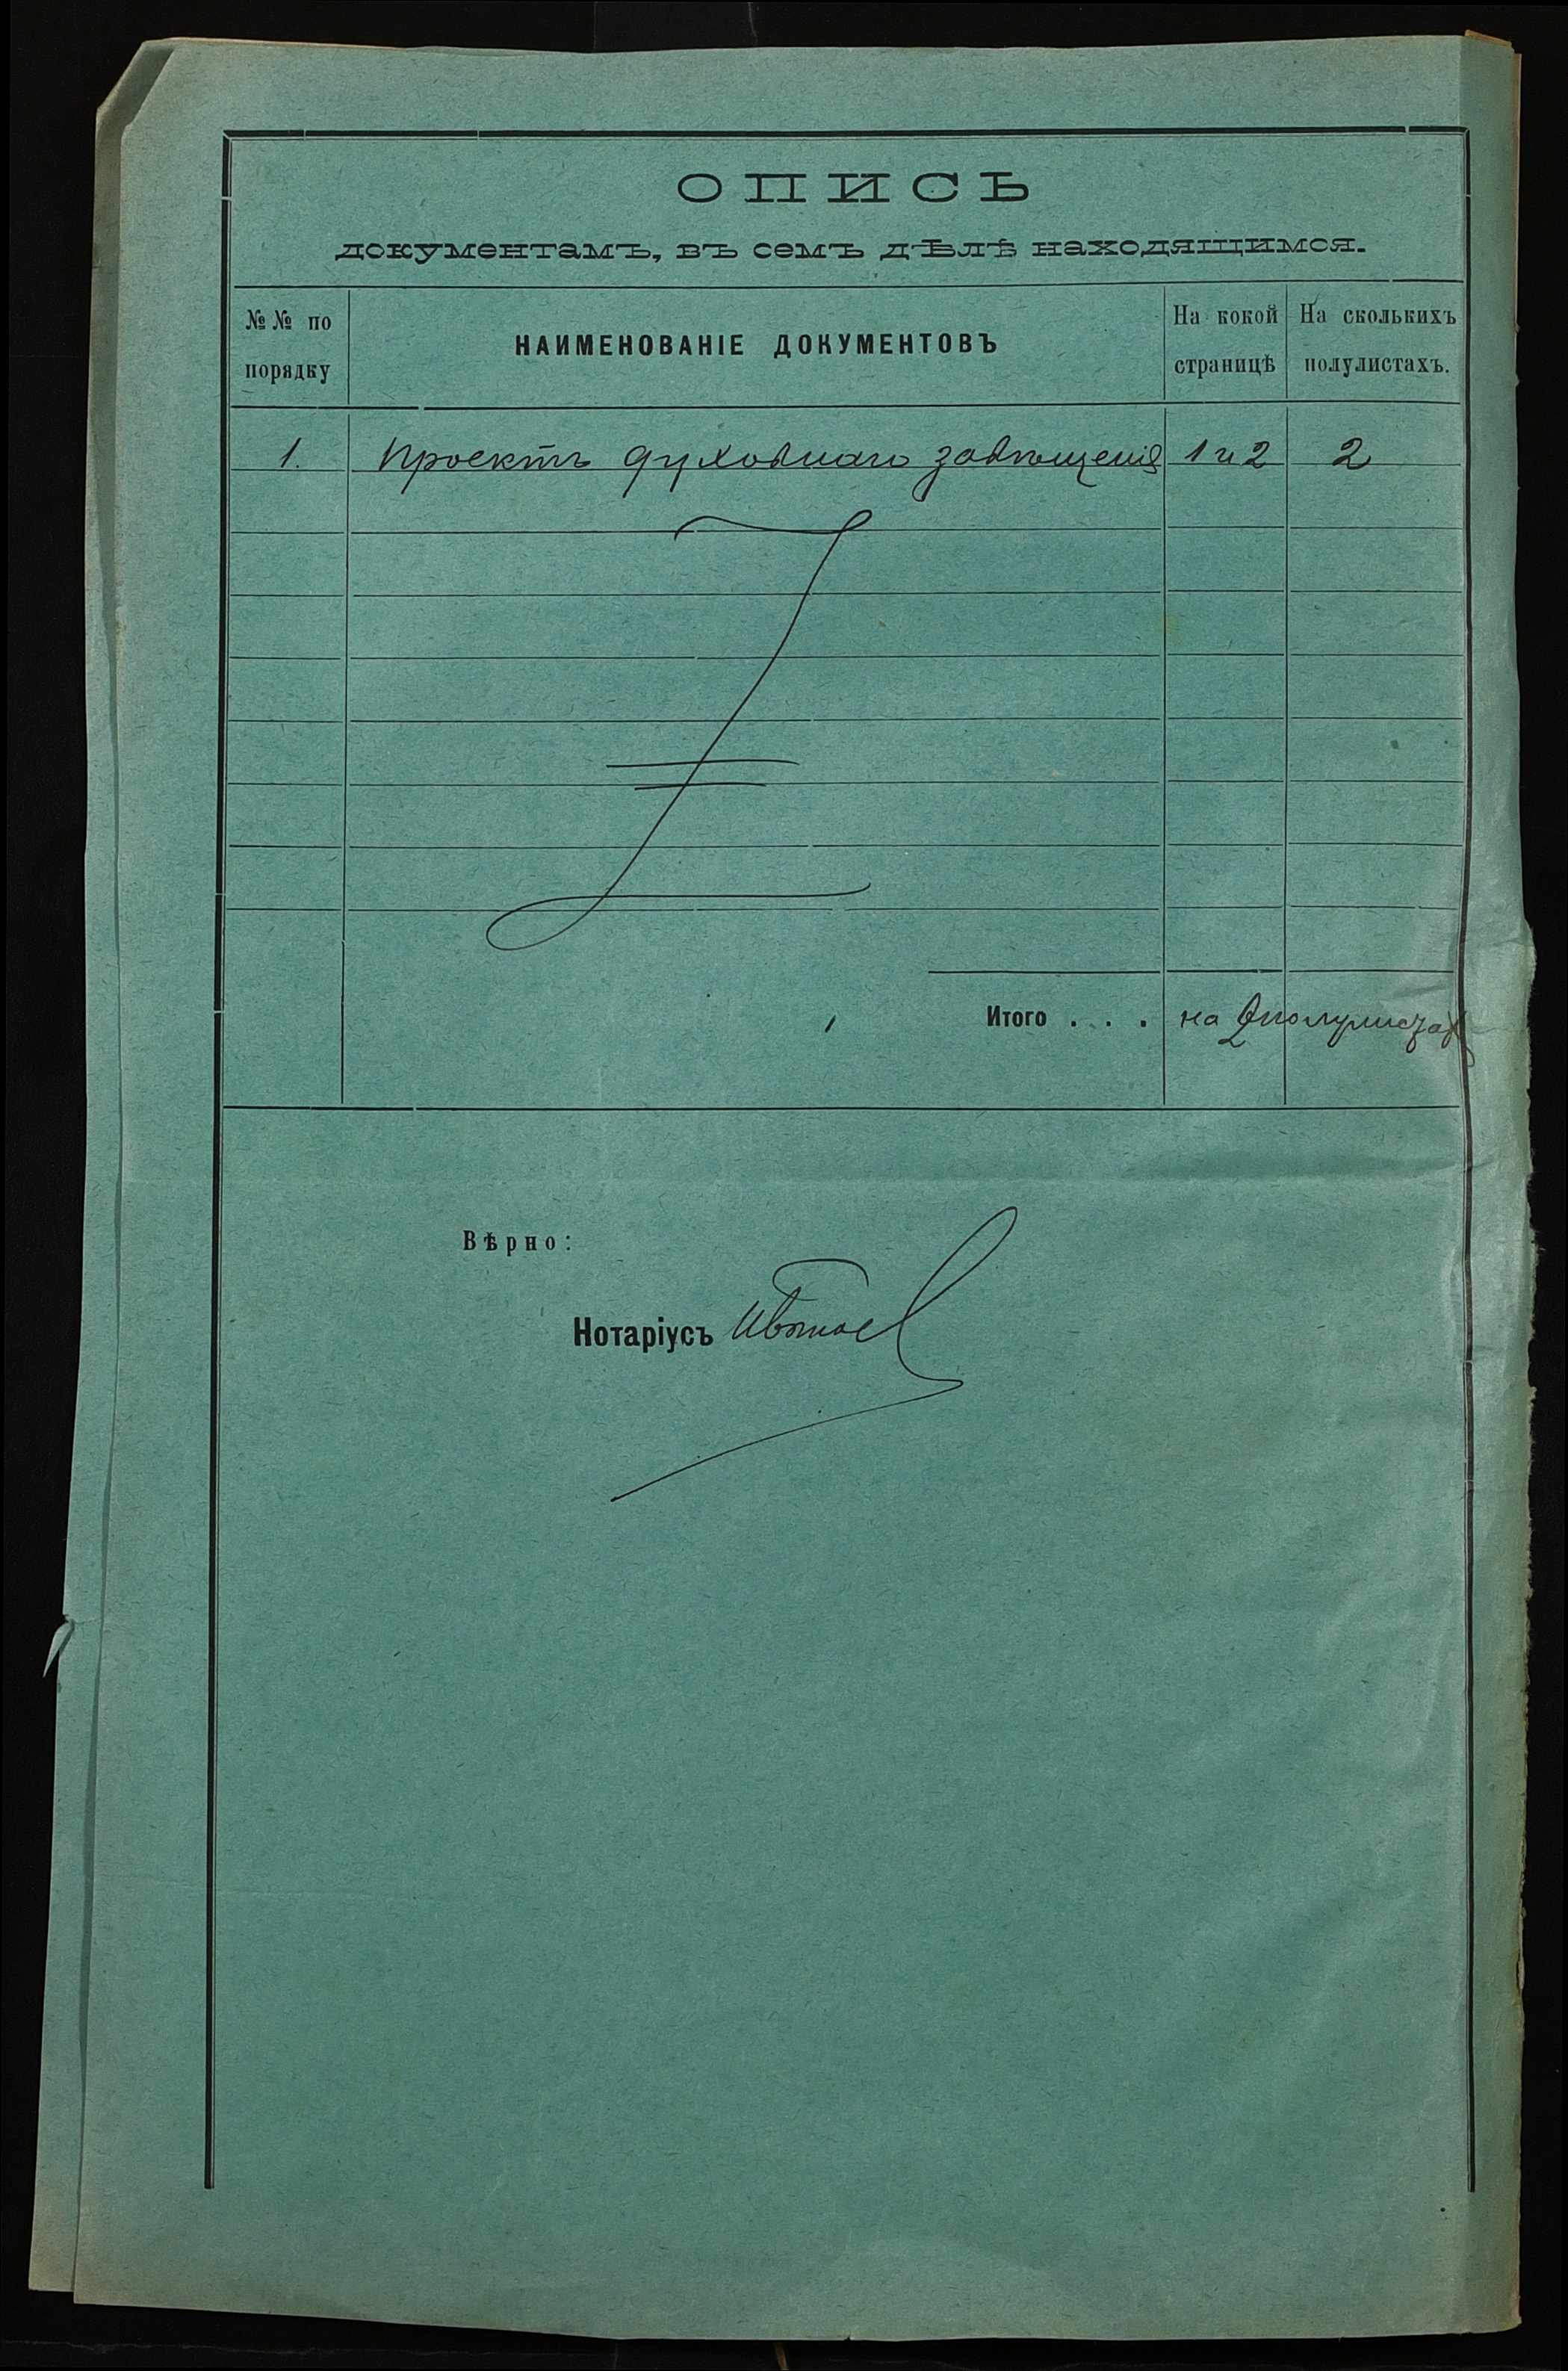 ОПИСЬ
документамъ, въ семъ дѣлѣ находящимся.
№№ по порядку
НАИМЕНОВАНІЕ ДОКУМЕНТОВЪ
На кокой страницѣ
На сколькихъ полулистахъ.
1. Проектъ духовнаго завѣщенія 1 и 2 2
Итого . . . на 2 полулистах
Вѣрно:
Нотаріусъ